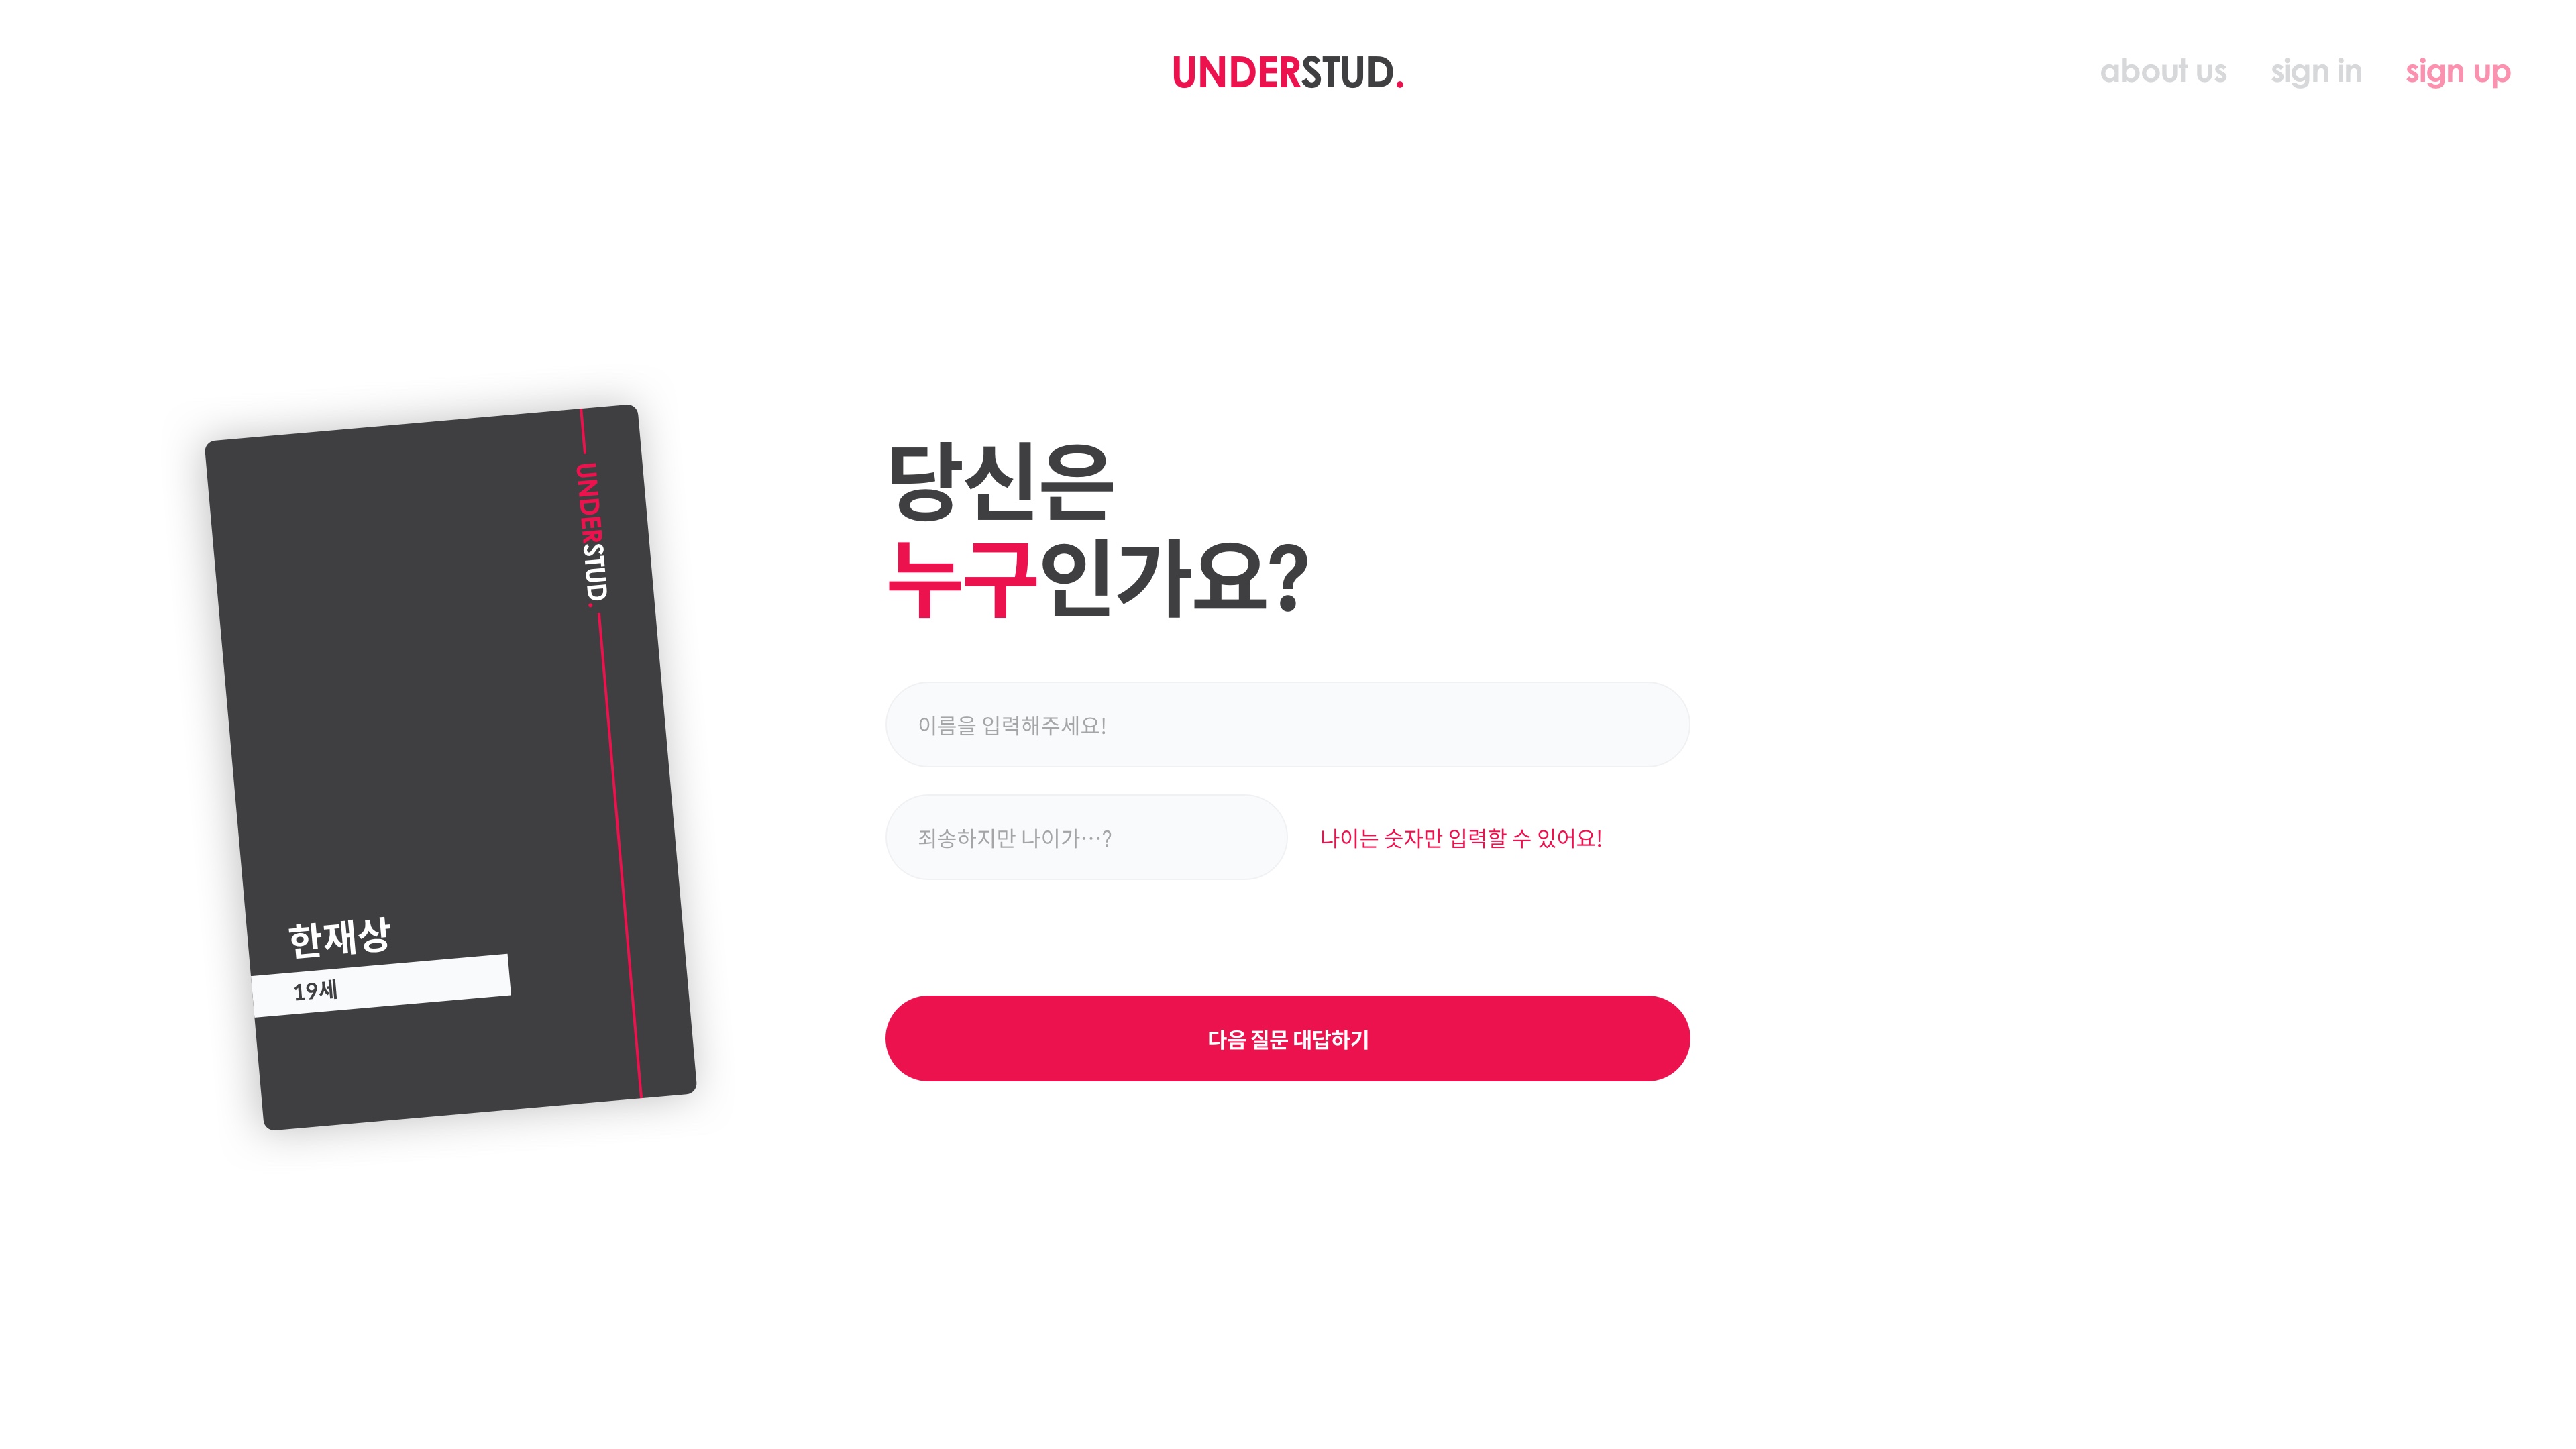 UNDERSTUD.
about us
sign in
sign up
UNDERSTUD.
한재상
19세
당신은
누구인가요?
이름을 입력해주세요!
죄송하지만 나이가…?
나이는 숫자만 입력할 수 있어요!
다음 질문 대답하기